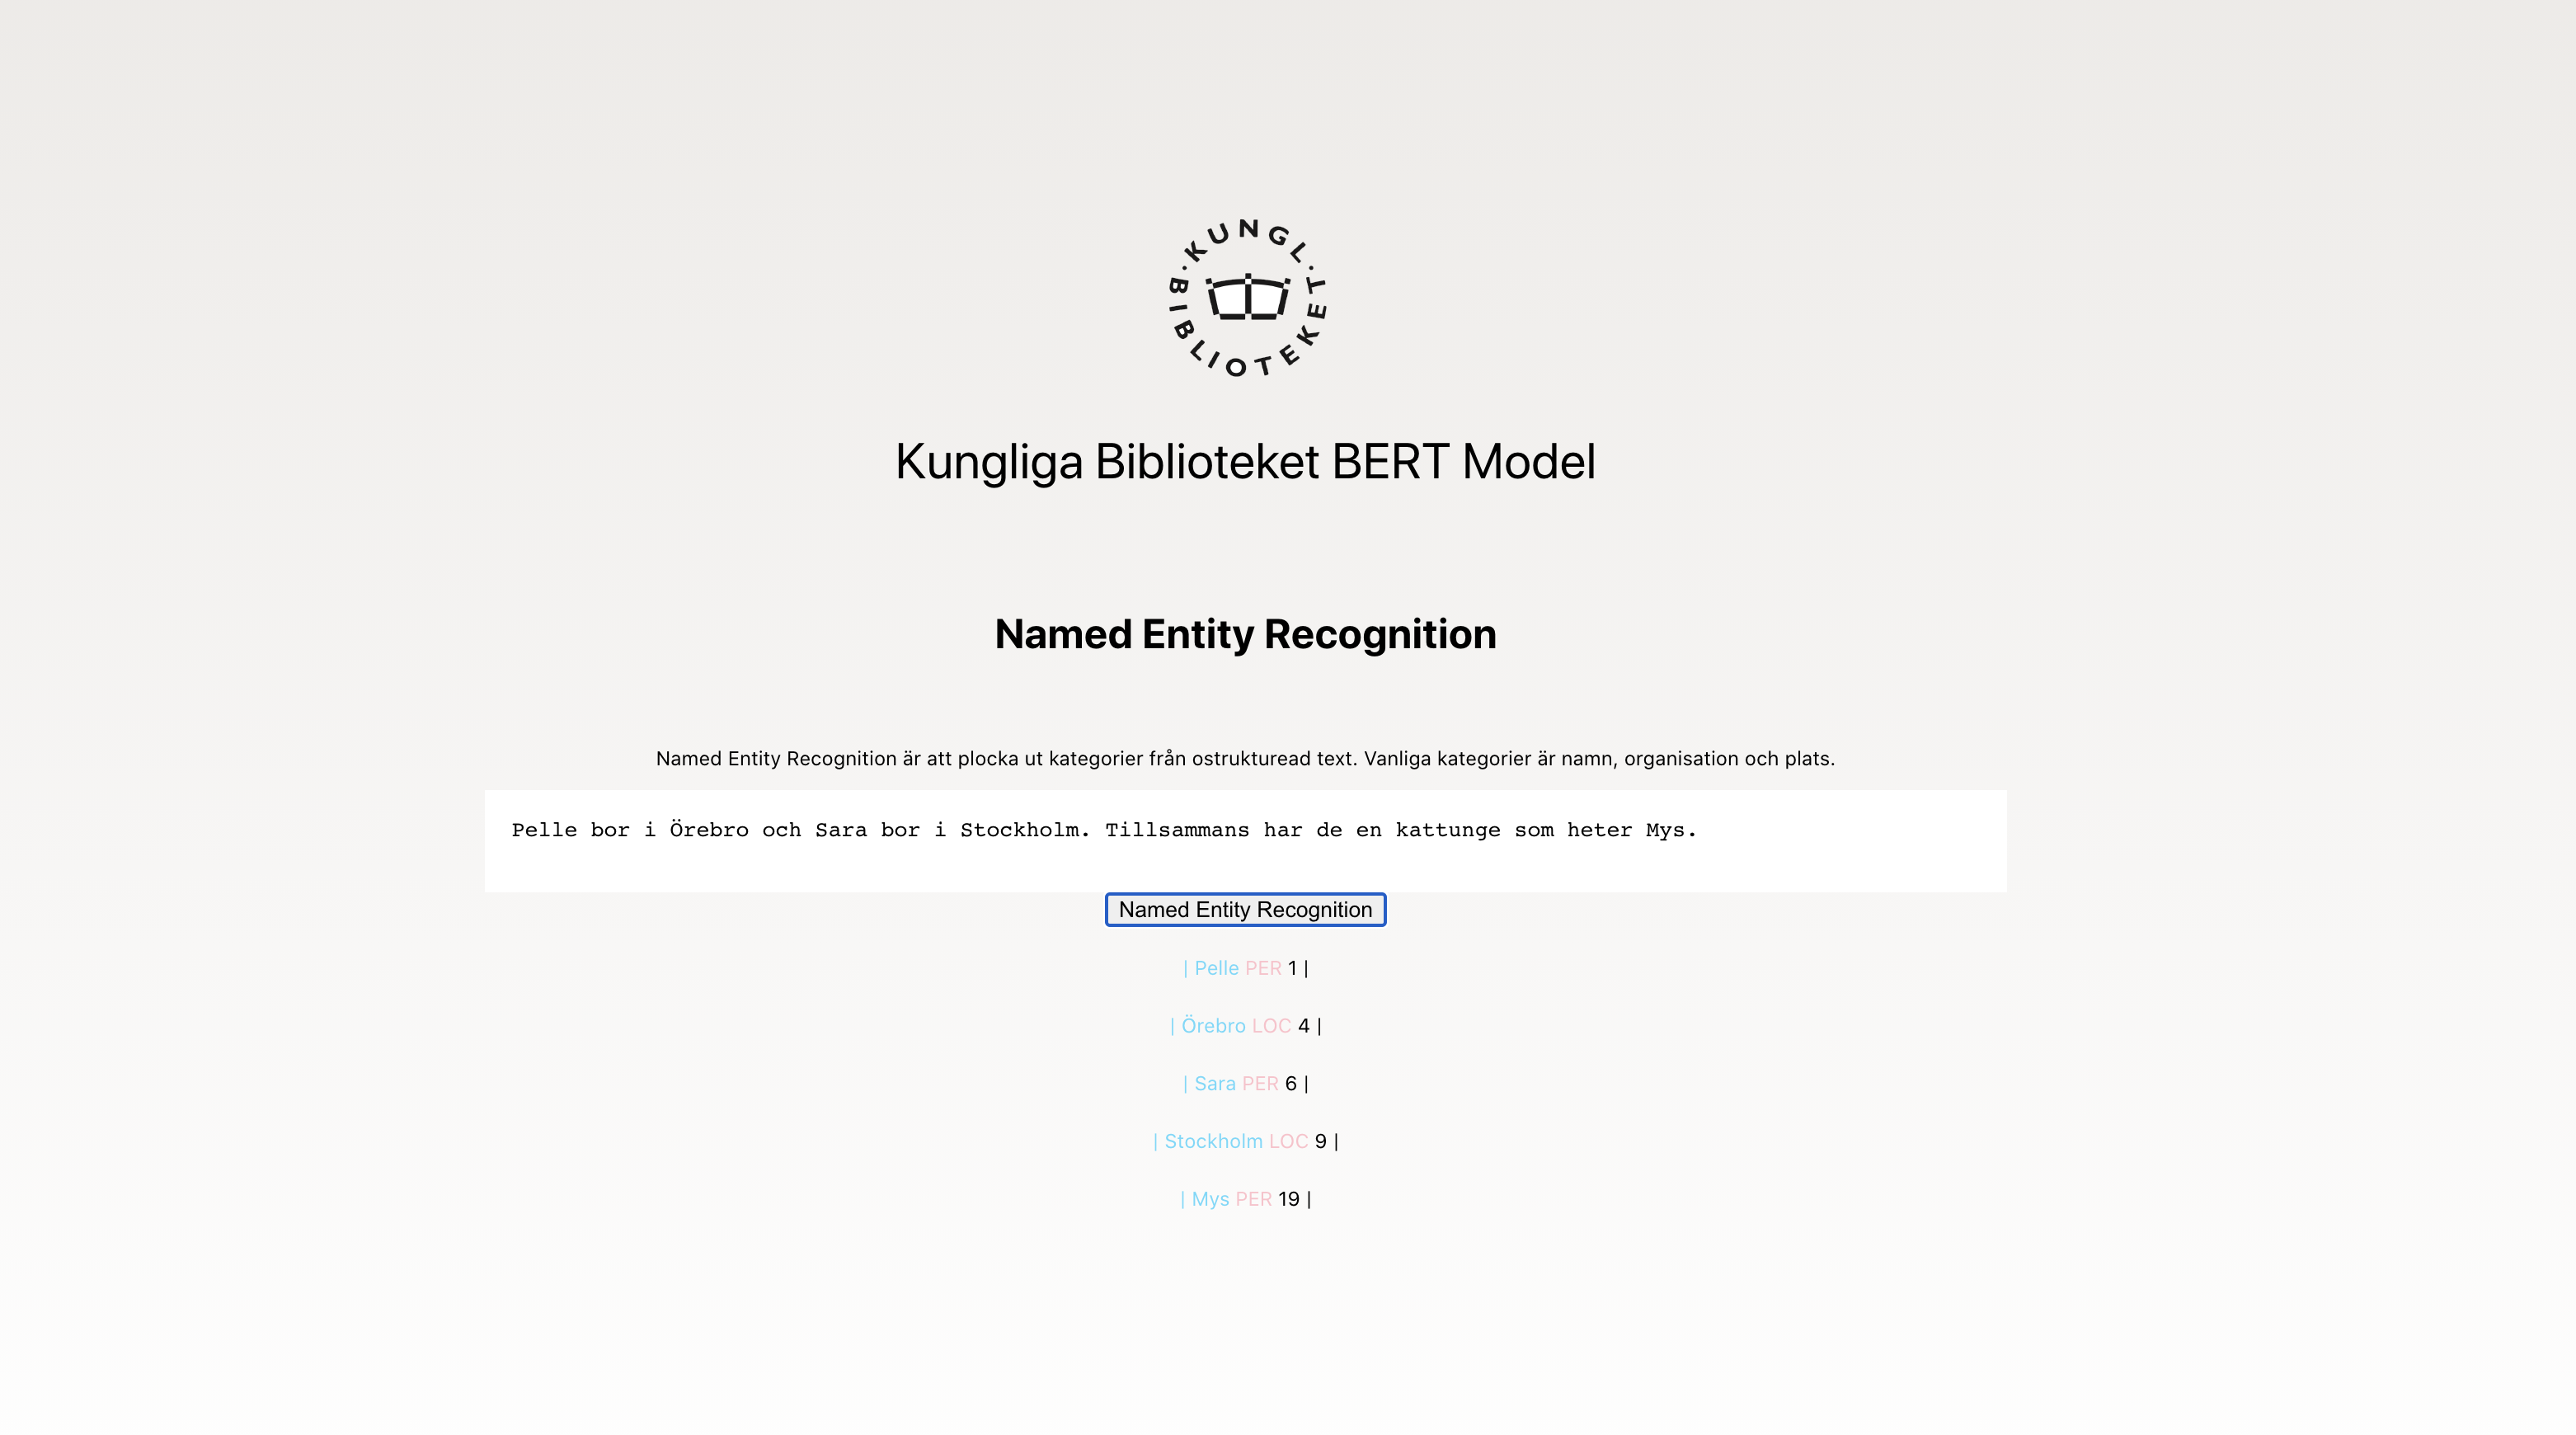 KUNGL. BIBLIOTEKET.
Kungliga Biblioteket BERT Model
Named Entity Recognition
Named Entity Recognition är att plocka ut kategorier från ostrukturead text. Vanliga kategorier är namn, organisation och plats.
Pelle bor i Örebro och Sara bor i Stockholm. Tillsammans har de en kattunge som heter Mys.
Named Entity Recognition
| Pelle PER 1 |
| Örebro LOC 4 |
| Sara PER 6 |
| Stockholm LOC 9 |
| Mys PER 19 |